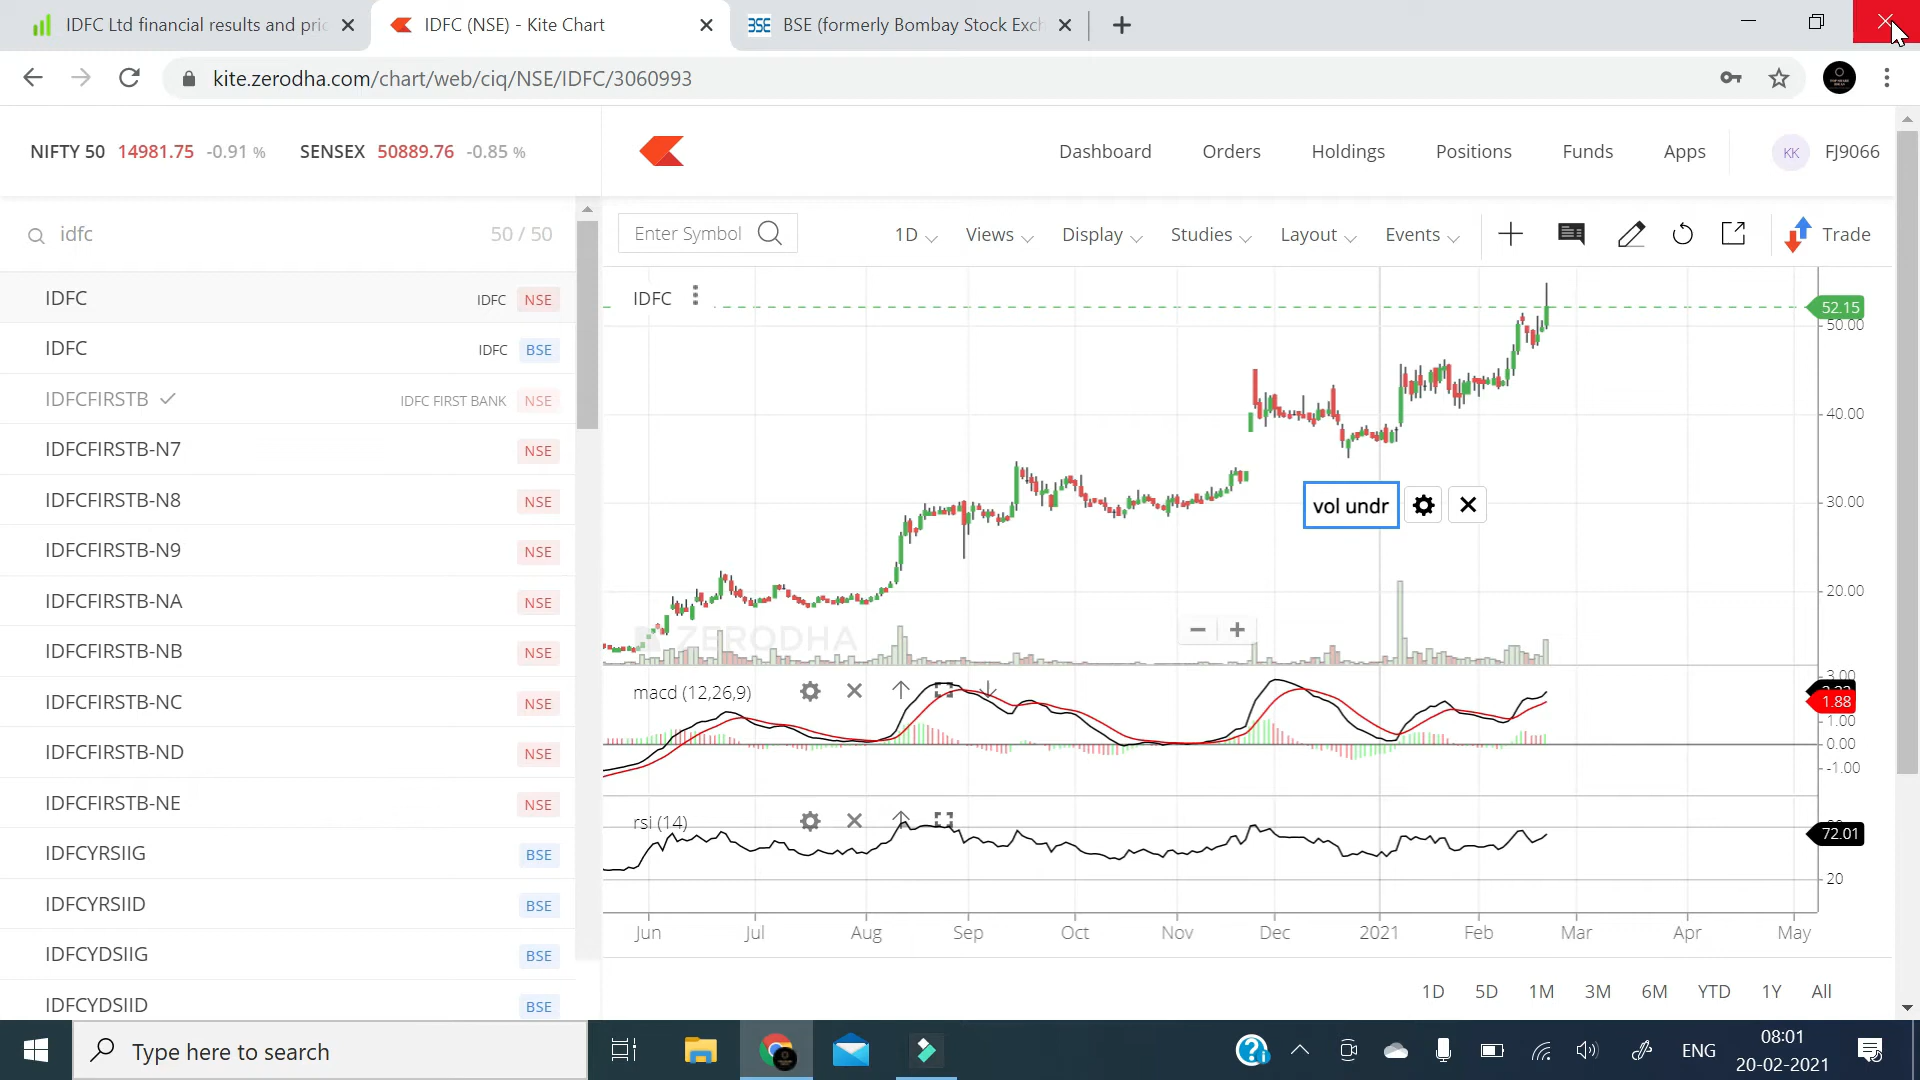 IDFC Ltd financial results and pric
IDFC (NSE) - Kite Chart
BSE (formerly Bombay Stock Exch
kite.zerodha.com/chart/web/ciq/NSE/IDFC/3060993
NIFTY 50 14981.75 -0.91 %
SENSEX 50889.76 -0.85 %
Dashboard
Orders
Holdings
Positions
Funds
Apps
KK
FJ9066
idfc
50 / 50
IDFC IDFC NSE
IDFC IDFC BSE
IDFCFIRSTB IDFC FIRST BANK NSE
IDFCFIRSTB-N7 NSE
IDFCFIRSTB-N8 NSE
IDFCFIRSTB-N9 NSE
IDFCFIRSTB-NA NSE
IDFCFIRSTB-NB NSE
IDFCFIRSTB-NC NSE
IDFCFIRSTB-ND NSE
IDFCFIRSTB-NE NSE
IDFCYRSIIG BSE
IDFCYRSIID BSE
IDFCYDSIIG BSE
IDFCYDSIID BSE
Enter Symbol
1D
Views
Display
Studies
Layout
Events
Trade
IDFC
52.15
50.00
40.00
30.00
20.00
vol undr
ZERODHA
macd (12,26,9)
3.00
1.88
1.00
0.00
-1.00
rsi (14)
72.01
20
Jun Jul Aug Sep Oct Nov Dec 2021 Feb Mar Apr May
1D 5D 1M 3M 6M YTD 1Y All
Type here to search
ENG
08:01
20-02-2021